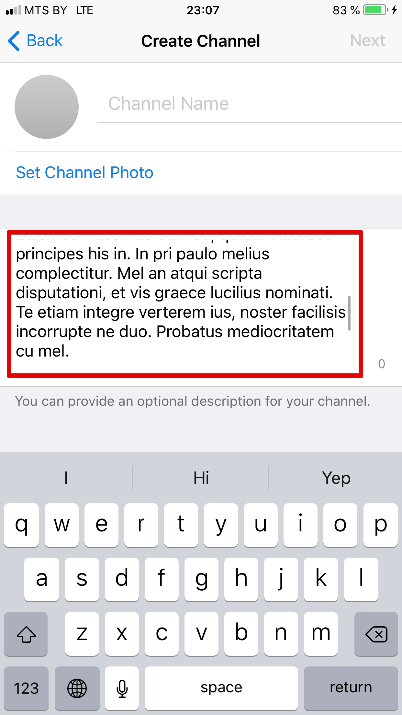 MTS BY LTE 23:07 83 %
Back Create Channel Next
Channel Name
Set Channel Photo
principes his in. In pri paulo melius
complectitur. Mel an atqui scripta
disputationi, et vis graece lucilius nominati.
Te etiam integre verterem ius, noster facilisis
incorrupte ne duo. Probatus mediocritatem
cu mel.
0
You can provide an optional description for your channel.
I Hi Yep
q w e r t y u i o p
a s d f g h j k l
z x c v b n m
123 space return